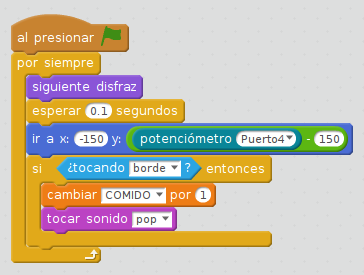 al presionar
por siempre
siguiente disfraz
esperar 0.1 segundos
ir a x: -150 y: potenciómetro Puerto4 - 150
si ¿tocando borde ? entonces
cambiar COMIDO por 1
tocar sonido pop